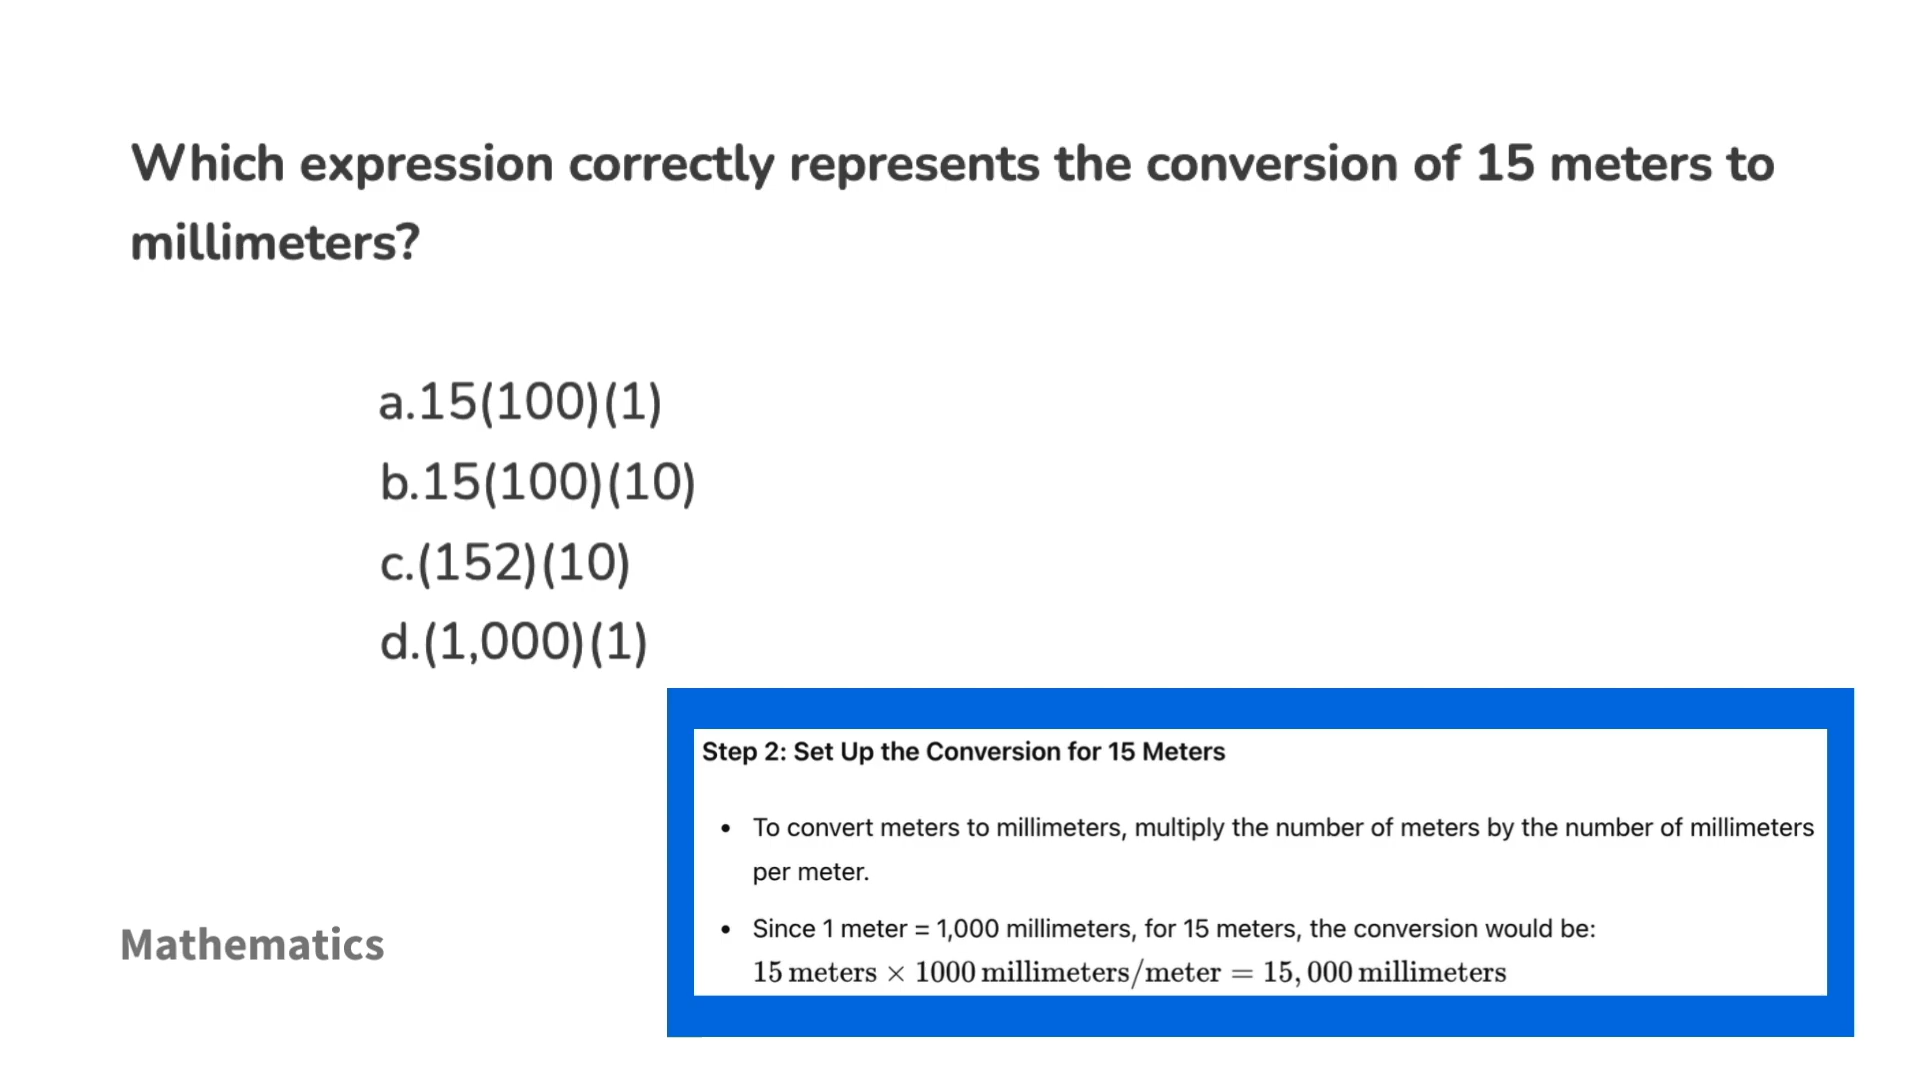 Which expression correctly represents the conversion of 15 meters to
millimeters?
a.15(100)(1)
b.15(100)(10)
c.(152)(10)
d.(1,000)(1)
Step 2: Set Up the Conversion for 15 Meters
• To convert meters to millimeters, multiply the number of meters by the number of millimeters
per meter.
• Since 1 meter = 1,000 millimeters, for 15 meters, the conversion would be:
15 meters × 1000 millimeters/meter = 15, 000 millimeters
Mathematics